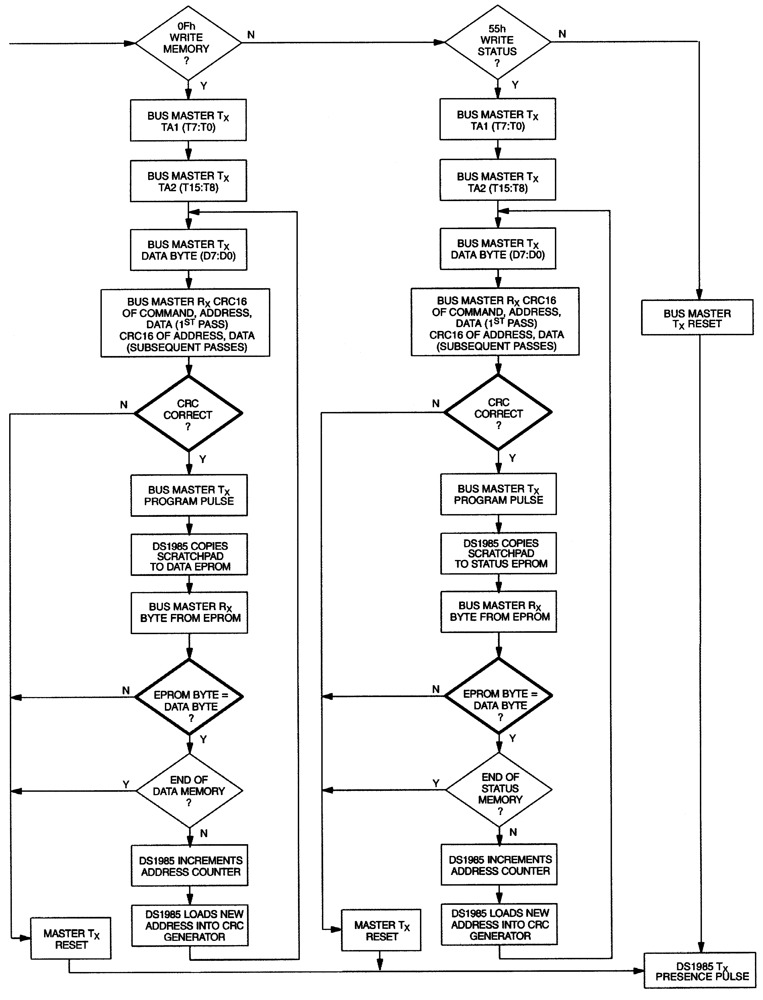 0Fh
WRITE
MEMORY
?
N
Y
BUS MASTER TX
TA1 (T7:T0)
BUS MASTER TX
TA2 (T15:T8)
BUS MASTER TX
DATA BYTE (D7:D0)
BUS MASTER RX CRC16
OF COMMAND, ADDRESS,
DATA (1ST PASS)
CRC16 OF ADDRESS, DATA
(SUBSEQUENT PASSES)
N
CRC
CORRECT
?
Y
BUS MASTER TX
PROGRAM PULSE
DS1985 COPIES
SCRATCHPAD
TO DATA EPROM
BUS MASTER RX
BYTE FROM EPROM
N
EPROM BYTE =
DATA BYTE
?
Y
Y
END OF
DATA MEMORY
?
N
DS1985 INCREMENTS
ADDRESS COUNTER
DS1985 LOADS NEW
ADDRESS INTO CRC
GENERATOR
MASTER TX
RESET
55h
WRITE
STATUS
?
N
Y
BUS MASTER TX
TA1 (T7:T0)
BUS MASTER TX
TA2 (T15:T8)
BUS MASTER TX
DATA BYTE (D7:D0)
BUS MASTER RX CRC16
OF COMMAND, ADDRESS,
DATA (1ST PASS)
CRC16 OF ADDRESS, DATA
(SUBSEQUENT PASSES)
N
CRC
CORRECT
?
Y
BUS MASTER TX
PROGRAM PULSE
DS1985 COPIES
SCRATCHPAD
TO STATUS EPROM
BUS MASTER RX
BYTE FROM EPROM
N
EPROM BYTE =
DATA BYTE
?
Y
Y
END OF
STATUS
MEMORY
?
N
DS1985 INCREMENTS
ADDRESS COUNTER
DS1985 LOADS NEW
ADDRESS INTO CRC
GENERATOR
MASTER TX
RESET
BUS MASTER
TX RESET
DS1985 TX
PRESENCE PULSE